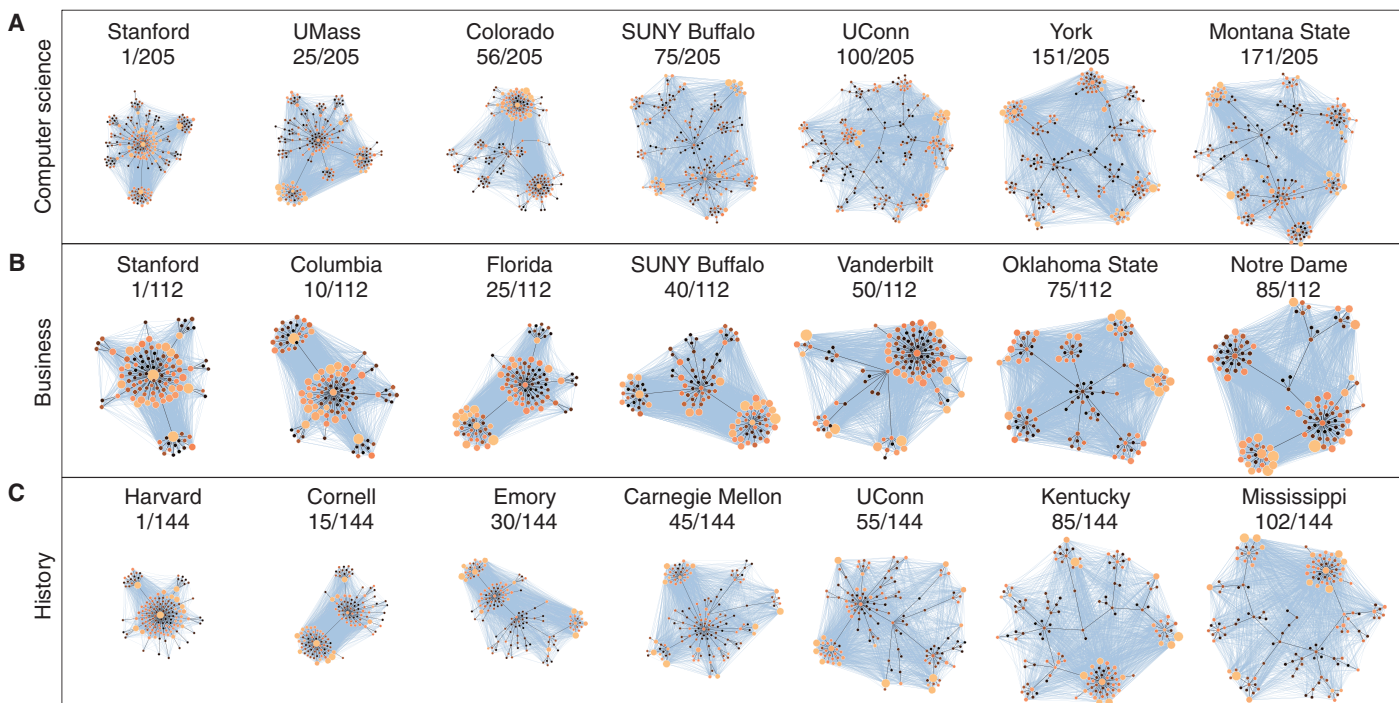 A
Computer science
Stanford
1/205
UMass
25/205
Colorado
56/205
SUNY Buffalo
75/205
UConn
100/205
York
151/205
Montana State
171/205
B
Business
Stanford
1/112
Columbia
10/112
Florida
25/112
SUNY Buffalo
40/112
Vanderbilt
50/112
Oklahoma State
75/112
Notre Dame
85/112
C
History
Harvard
1/144
Cornell
15/144
Emory
30/144
Carnegie Mellon
45/144
UConn
55/144
Kentucky
85/144
Mississippi
102/144